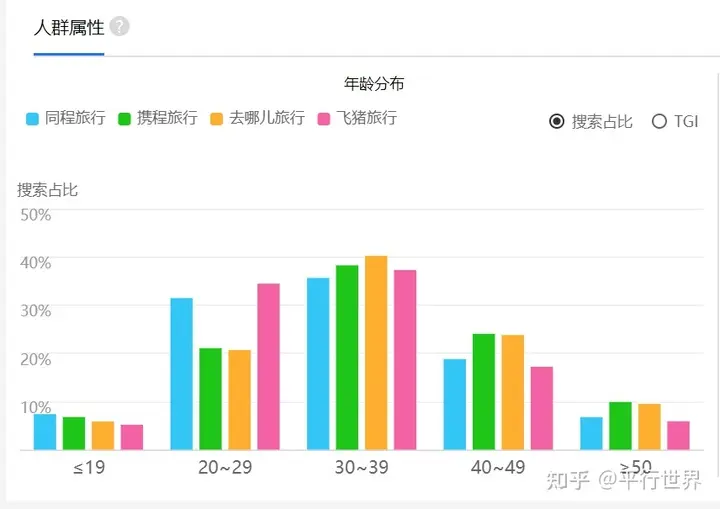 人群属性 ?
年龄分布
同程旅行 携程旅行 去哪儿旅行 飞猪旅行
搜索占比 TGI
搜索占比
50%
40%
30%
20%
10%
≤19 20~29 30~39 40~49 ≥50
知乎 @平行世界